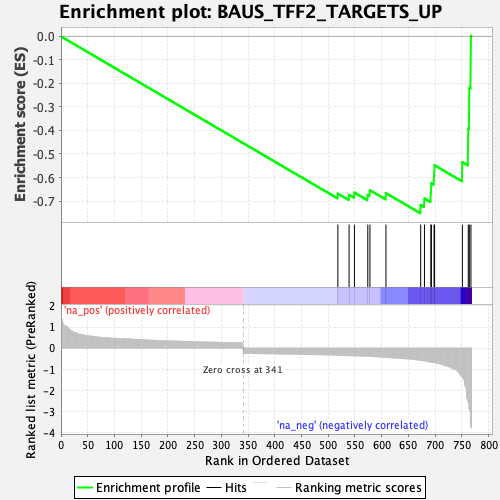 Enrichment plot: BAUS_TFF2_TARGETS_UP
Enrichment score (ES)
0.0
-0.1
-0.2
-0.3
-0.4
-0.5
-0.6
-0.7
'na_pos' (positively correlated)
Ranked list metric (PreRanked)
2
1
0
-1
-2
-3
-4
Zero cross at 341
'na_neg' (negatively correlated)
0 50 100 150 200 250 300 350 400 450 500 550 600 650 700 750 800
Rank in Ordered Dataset
Enrichment profile Hits Ranking metric scores